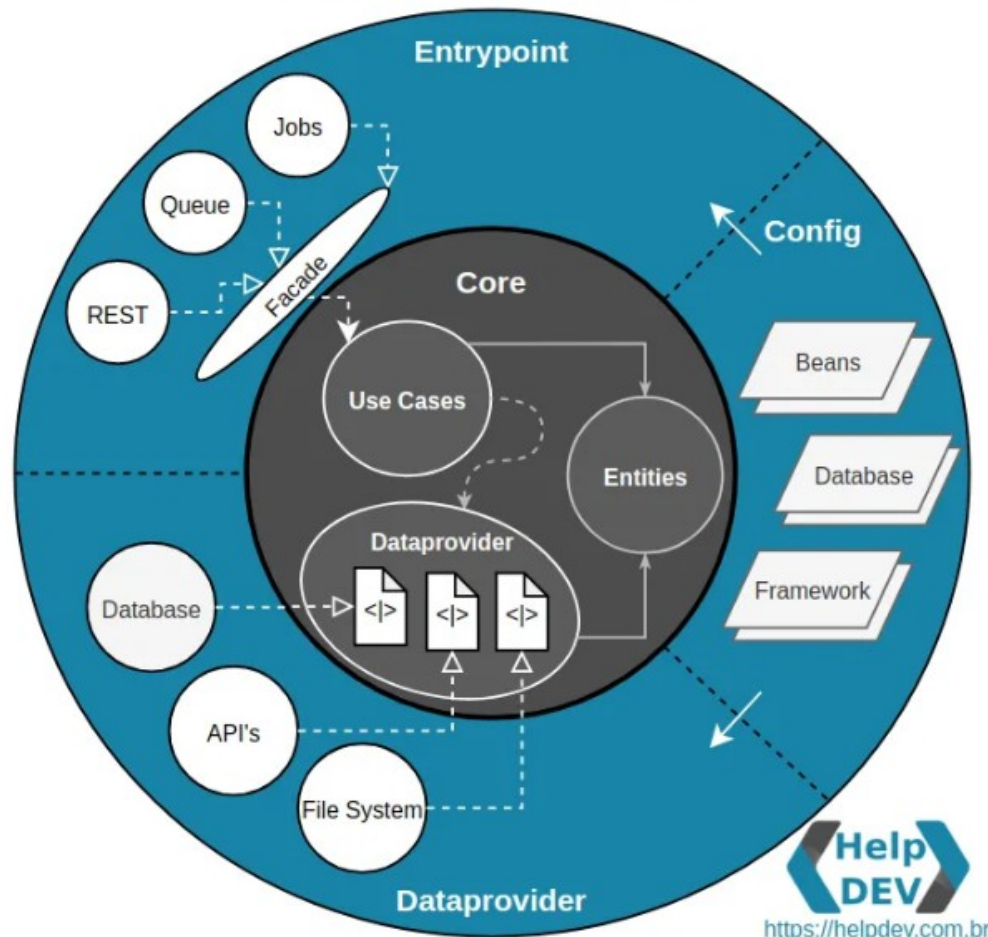 Entrypoint
Jobs
Queue
REST
Facade
Config
Core
Use Cases
Entities
Beans
Database
Framework
Dataprovider
<|>
<|>
<|>
Database
API's
File System
Dataprovider
Help
DEV
https://helpdev.com.br